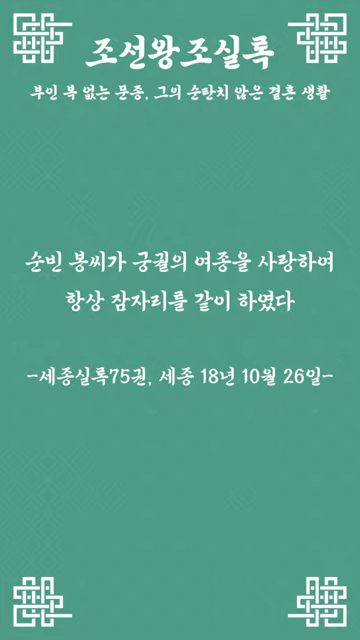 조선왕조실록
부인 복 없는 문종, 그의 순탄치 않은 결혼 생활
순빈 봉씨가 궁궐의 여종을 사랑하여
항상 잠자리를 같이 하였다
-세종실록75권, 세종 18년 10월 26일-